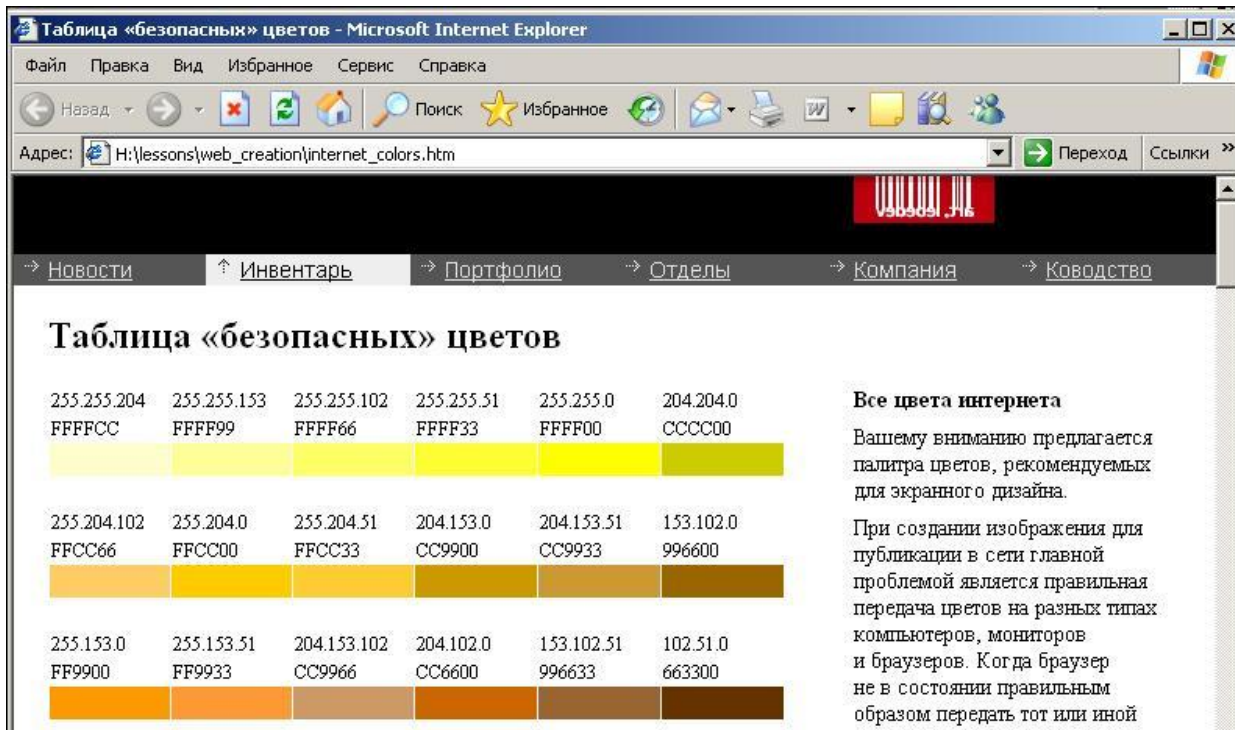 Таблица «безопасных» цветов - Microsoft Internet Explorer
Файл Правка Вид Избранное Сервис Справка
Назад Поиск Избранное
Адрес: H:\lessons\web_creation\internet_colors.htm Переход Ссылки »
art. lebedev
Новости Инвентарь Портфолио Отделы Компания Ководство
Таблица «безопасных» цветов
255.255.204 255.255.153 255.255.102 255.255.51 255.255.0 204.204.0
FFFFCC FFFF99 FFFF66 FFFF33 FFFF00 CCCC00
255.204.102 255.204.0 255.204.51 204.153.0 204.153.51 153.102.0
FFCC66 FFCC00 FFCC33 CC9900 CC9933 996600
255.153.0 255.153.51 204.153.102 204.102.0 153.102.51 102.51.0
FF9900 FF9933 CC9966 CC6600 996633 663300
Все цвета интернета
Вашему вниманию предлагается
палитра цветов, рекомендуемых
для экранного дизайна.
При создании изображения для
публикации в сети главной
проблемой является правильная
передача цветов на разных типах
компьютеров, мониторов
и браузеров. Когда браузер
не в состоянии правильным
образом передать тот или иной